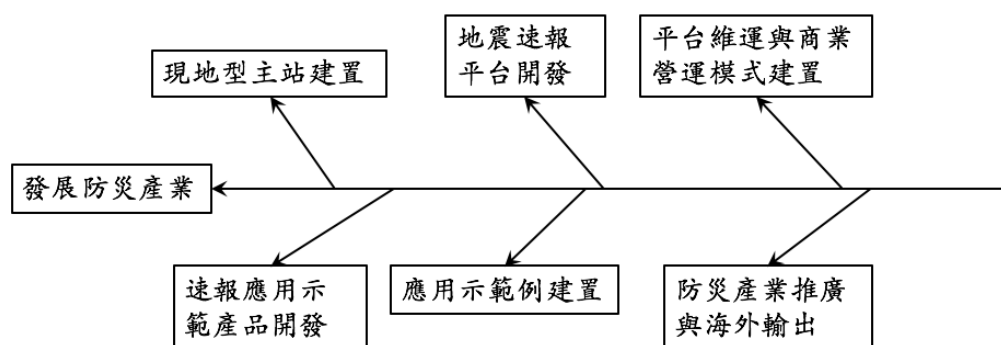 現地型主站建置
地震速報
平台開發
平台維運與商業
營運模式建置
發展防災產業
速報應用示
範產品開發
應用示範例建置
防災產業推廣
與海外輸出